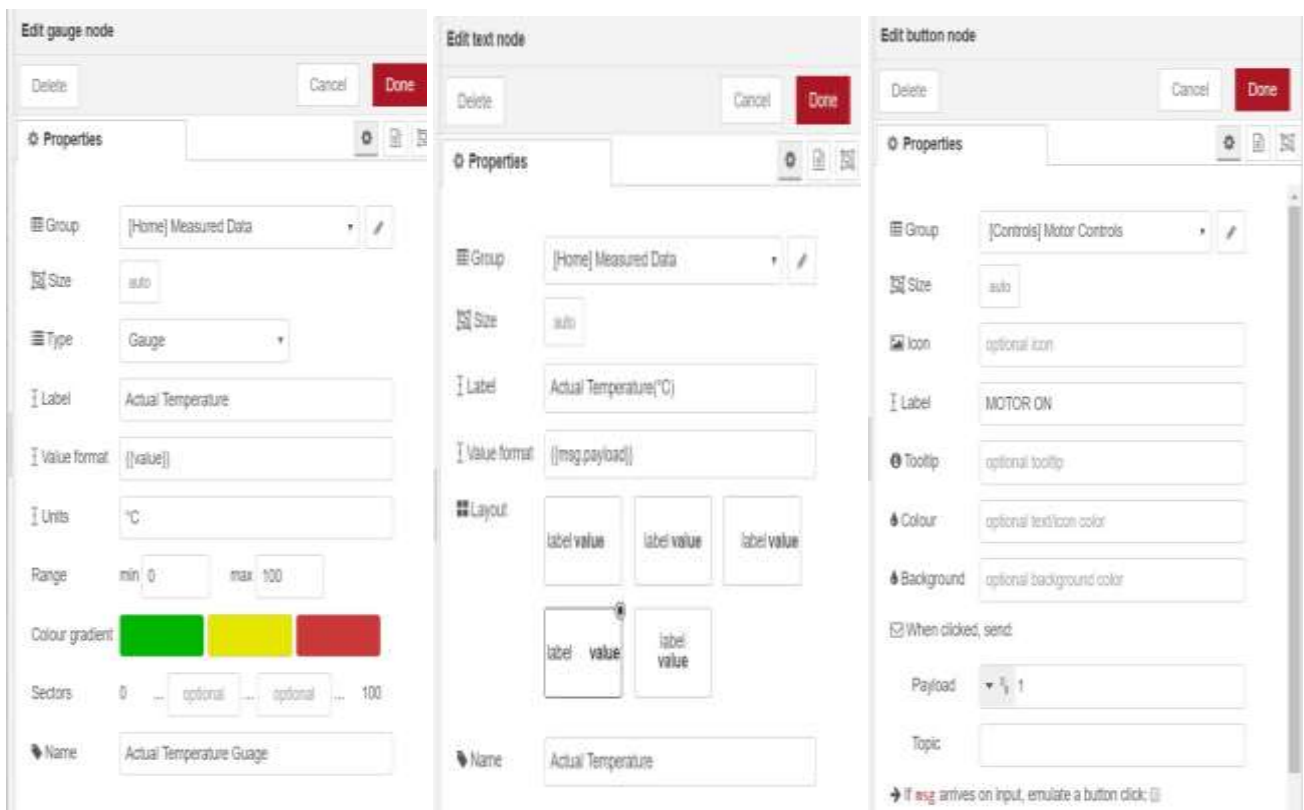 Edit gauge node
Delete
Cancel
Done
Properties
Group
[Home] Measured Data
Size
auto
Type
Gauge
Label
Actual Temperature
Value format
{{value}}
Units
°C
Range
min 0
max 100
Colour gradient
Sectors
0 ... optional ... optional ... 100
Name
Actual Temperature Guage
Edit text node
Delete
Cancel
Done
Properties
Group
[Home] Measured Data
Size
auto
Label
Actual Temperature(°C)
Value format
{{msg.payload}}
Layout
label value
label value
label value
label value
label
value
Name
Actual Temperature
Edit button node
Delete
Cancel
Done
Properties
Group
[Controls] Motor Controls
Size
auto
Icon
optional icon
Label
MOTOR ON
Tooltip
optional tooltip
Colour
optional text/icon color
Background
optional background color
When clicked, send:
Payload
1
Topic
If msg arrives on input, emulate a button click: